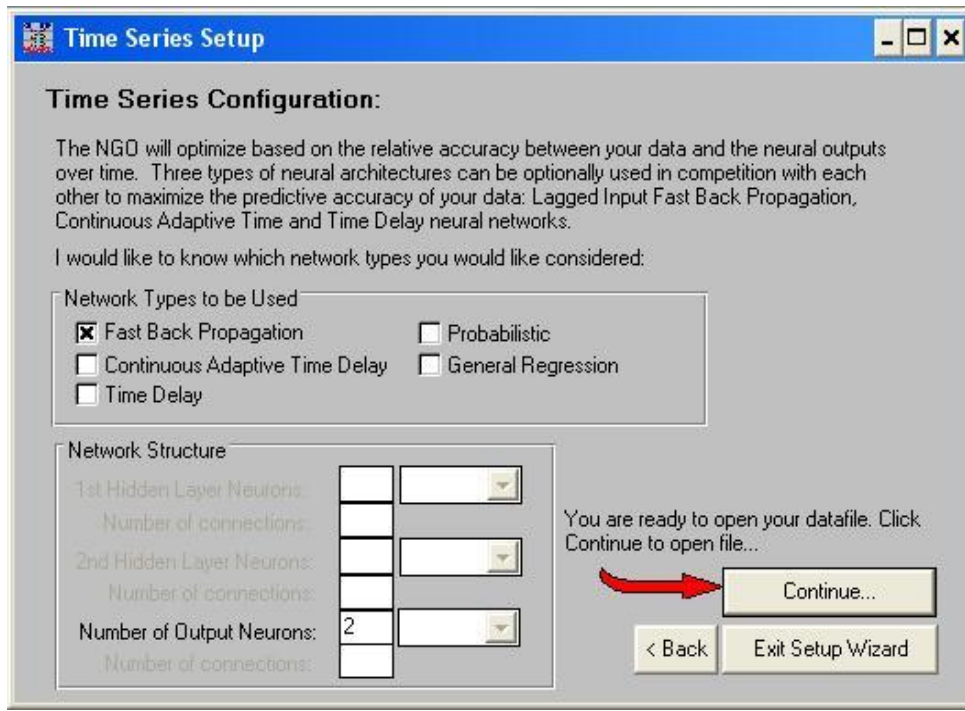 Time Series Setup
Time Series Configuration:
The NGO will optimize based on the relative accuracy between your data and the neural outputs
over time.  Three types of neural architectures can be optionally used in competition with each
other to maximize the predictive accuracy of your data: Lagged Input Fast Back Propagation,
Continuous Adaptive Time and Time Delay neural networks.
I would like to know which network types you would like considered:
Network Types to be Used
Fast Back Propagation
Probabilistic
Continuous Adaptive Time Delay
General Regression
Time Delay
Network Structure
1st Hidden Layer Neurons:
Number of connections:
2nd Hidden Layer Neurons:
Number of connections:
Number of Output Neurons: 2
Number of connections:
You are ready to open your datafile. Click
Continue to open file...
Continue...
< Back
Exit Setup Wizard